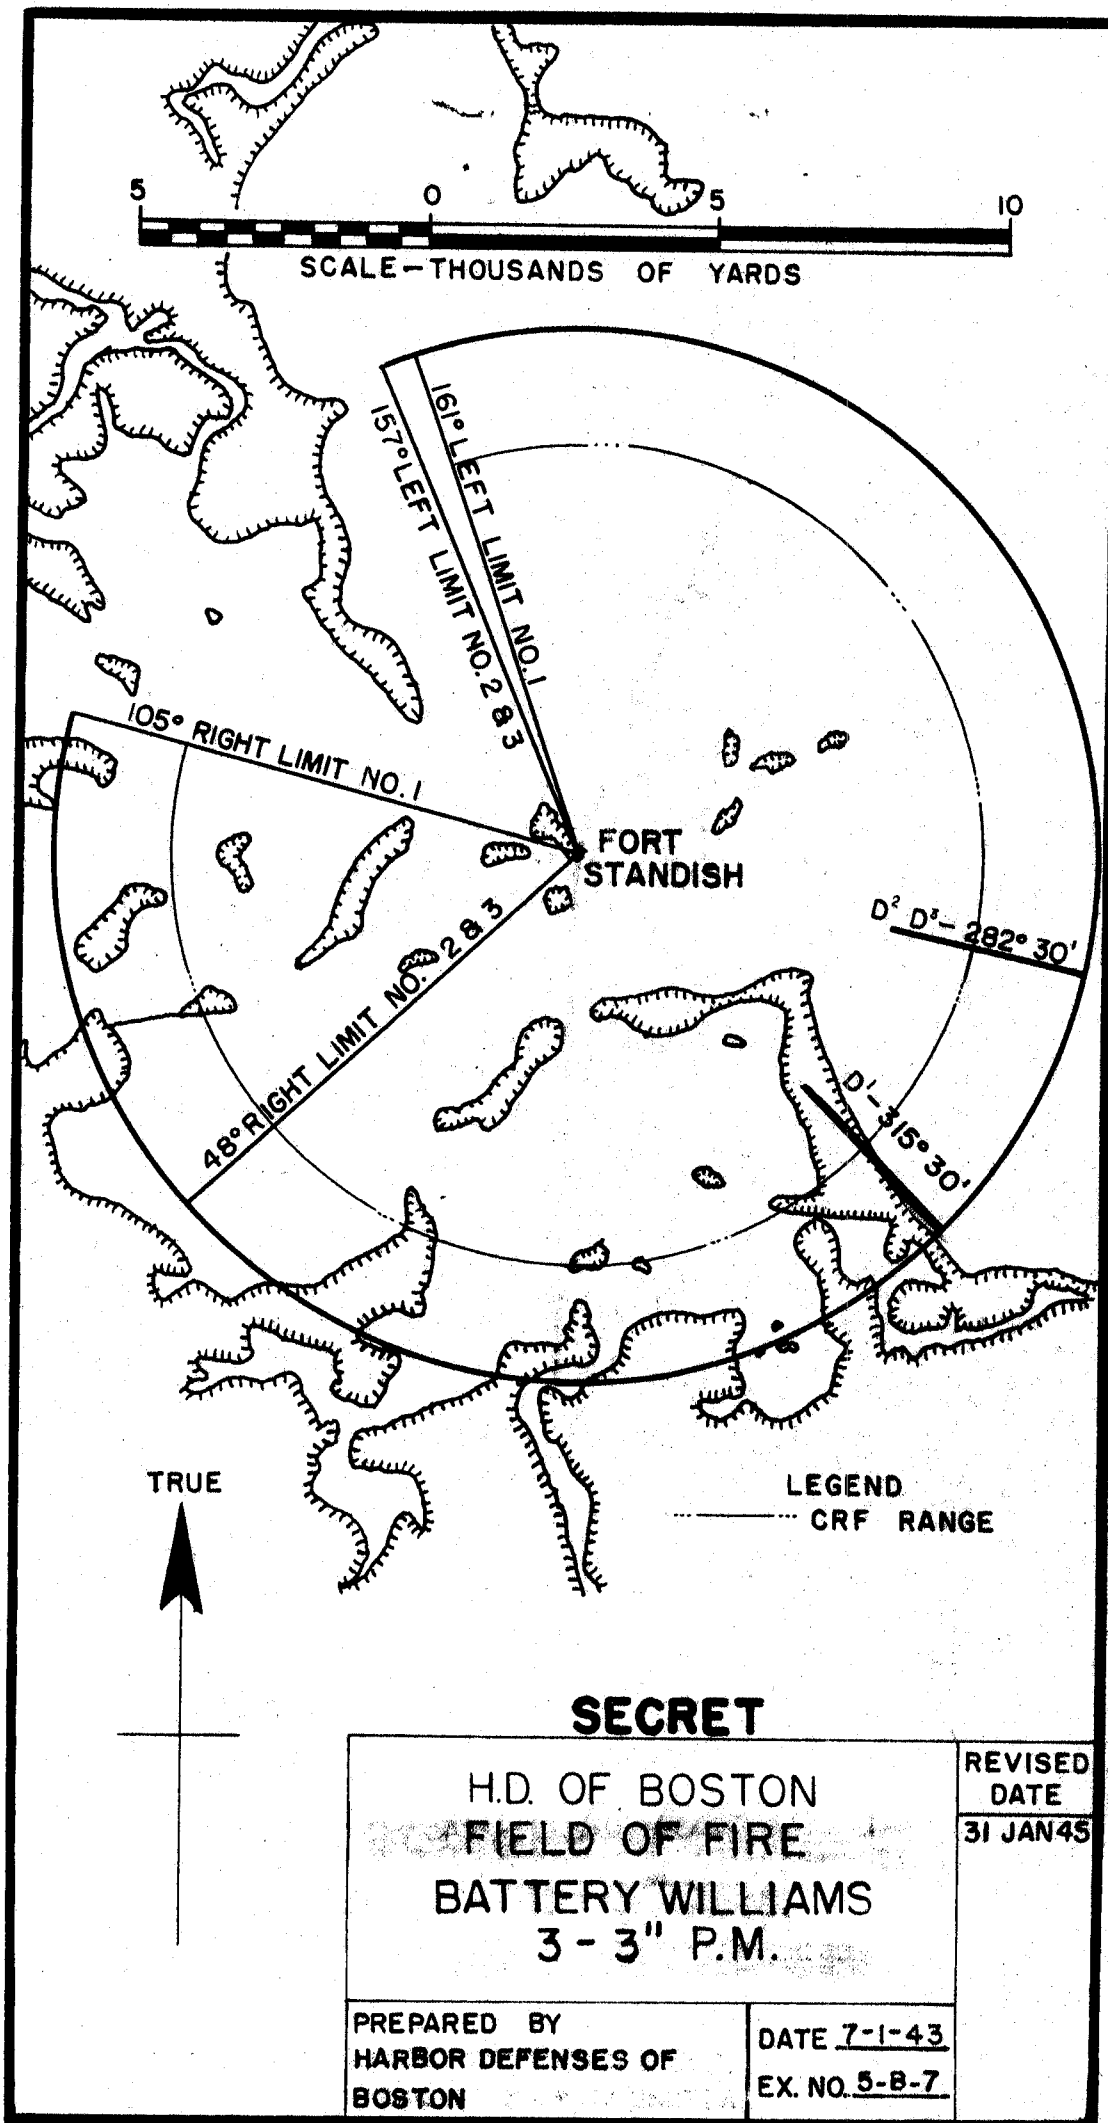 5 0 5 10
SCALE-THOUSANDS OF YARDS
161° LEFT LIMIT NO. 1
157° LEFT LIMIT NO. 2 & 3
105° RIGHT LIMIT NO. 1
FORT
STANDISH
D² D³- 282° 30'
48° RIGHT LIMIT NO. 2 & 3
D'- 315° 30'
TRUE
LEGEND
CRF RANGE
SECRET
H.D. OF BOSTON
FIELD OF FIRE
BATTERY WILLIAMS
3 - 3" P.M.
REVISED
DATE
31 JAN 45
PREPARED BY
HARBOR DEFENSES OF
BOSTON
DATE 7-1-43
EX. NO. 5-B-7